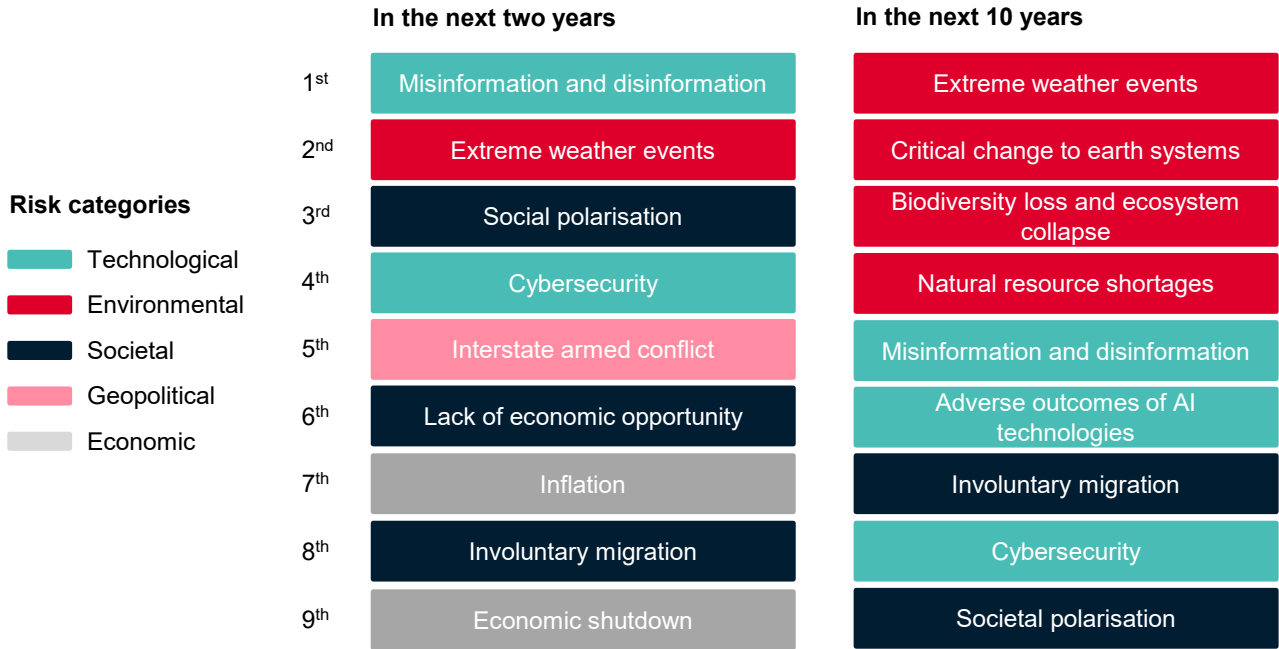 In the next two years
In the next 10 years
Risk categories
Technological
Environmental
Societal
Geopolitical
Economic
1st
Misinformation and disinformation
Extreme weather events
2nd
Extreme weather events
Critical change to earth systems
3rd
Social polarisation
Biodiversity loss and ecosystem
collapse
4th
Cybersecurity
Natural resource shortages
5th
Interstate armed conflict
Misinformation and disinformation
6th
Lack of economic opportunity
Adverse outcomes of AI
technologies
7th
Inflation
Involuntary migration
8th
Involuntary migration
Cybersecurity
9th
Economic shutdown
Societal polarisation